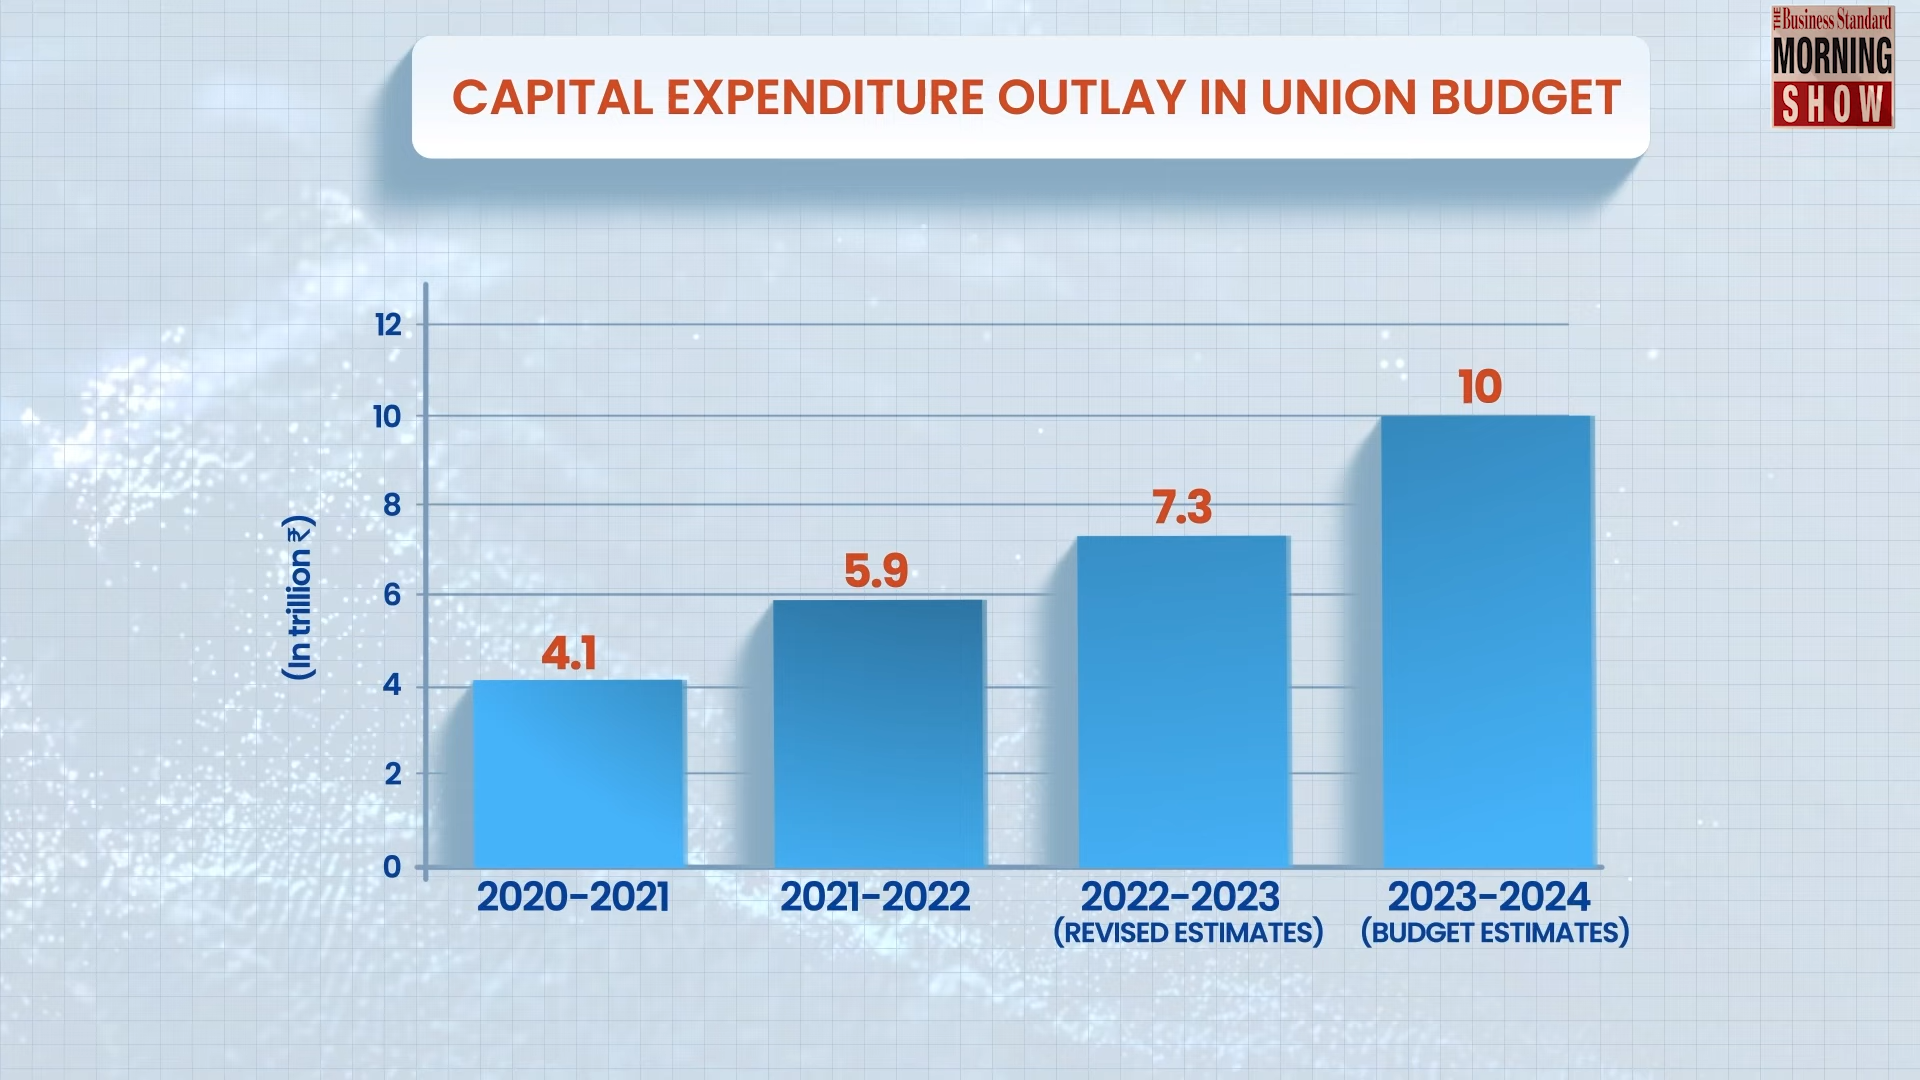 THE Business Standard
MORNING
SHOW
CAPITAL EXPENDITURE OUTLAY IN UNION BUDGET
(In trillion ₹)
12
10
8
6
4
2
0
4.1
5.9
7.3
10
2020-2021
2021-2022
2022-2023
(REVISED ESTIMATES)
2023-2024
(BUDGET ESTIMATES)